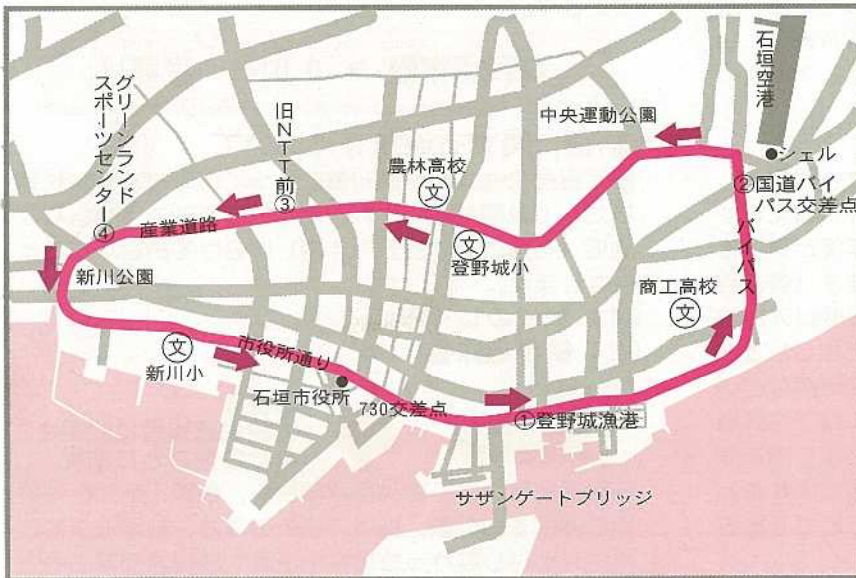 石垣空港
中央運動公園
シェル
②国道バイ
パス交差点
バイパス
グリーンランド
スポーツセンター④
旧NTT前③
農林高校
文
産業道路
文
登野城小
新川公園
商工高校
文
文
新川小
市役所通り
石垣市役所
730交差点
①登野城漁港
サザンゲートブリッジ